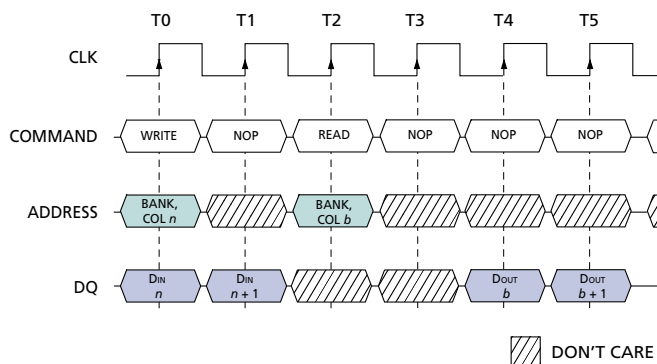 T0 T1 T2 T3 T4 T5
CLK
COMMAND WRITE NOP READ NOP NOP NOP
ADDRESS BANK, COL n BANK, COL b
DQ DIN n DIN n + 1 DOUT b DOUT b + 1
DON'T CARE